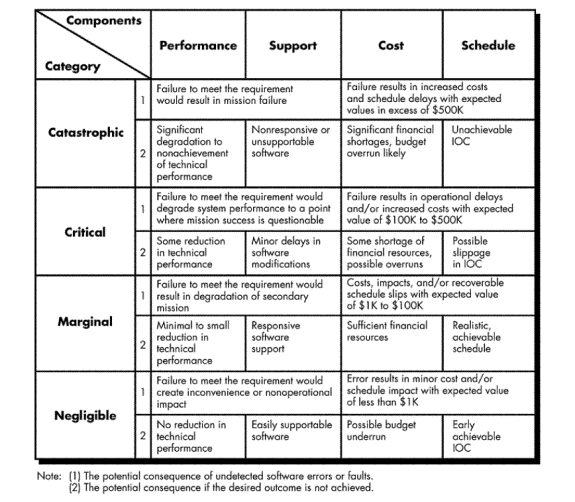 Components
Category
Performance
Support
Cost
Schedule
Catastrophic
1
Failure to meet the requirement
would result in mission failure
Failure results in increased costs
and schedule delays with expected
values in excess of $500K
2
Significant
degradation to
nonachievement
of technical
performance
Nonresponsive or
unsupportable
software
Significant financial
shortages, budget
overrun likely
Unachievable
IOC
Critical
1
Failure to meet the requirement would
degrade system performance to a point
where mission success is questionable
Failure results in operational delays
and/or increased costs with expected
value of $100K to $500K
2
Some reduction
in technical
performance
Minor delays in
software
modifications
Some shortage of
financial resources,
possible overruns
Possible
slippage
in IOC
Marginal
1
Failure to meet the requirement would
result in degradation of secondary
mission
Costs, impacts, and/or recoverable
schedule slips with expected value
of $1K to $100K
2
Minimal to small
reduction in
technical
performance
Responsive
software
support
Sufficient financial
resources
Realistic,
achievable
schedule
Negligible
1
Failure to meet the requirement would
create inconvenience or nonoperational
impact
Error results in minor cost and/or
schedule impact with expected value
of less than $1K
2
No reduction in
technical
performance
Easily supportable
software
Possible budget
underrun
Early
achievable
IOC
Note: (1) The potential consequence of undetected software errors or faults.
(2) The potential consequence if the desired outcome is not achieved.